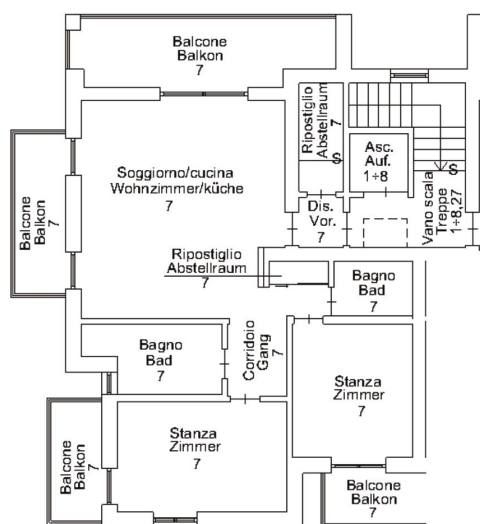 Balcone
Balkon
7
Ripostiglio
Abstellraum
7
S
Asc.
Auf.
1÷8
Vano scala
Treppe
1÷8,27
S
Soggiorno/cucina
Wohnzimmer/küche
7
Balcone
Balkon
7
Dis.
Vor.
7
Ripostiglio
Abstellraum
7
Bagno
Bad
7
Bagno
Bad
7
Corridoio
Gang
7
Stanza
Zimmer
7
Stanza
Zimmer
7
Balcone
Balkon
7
Balcone
Balkon
7